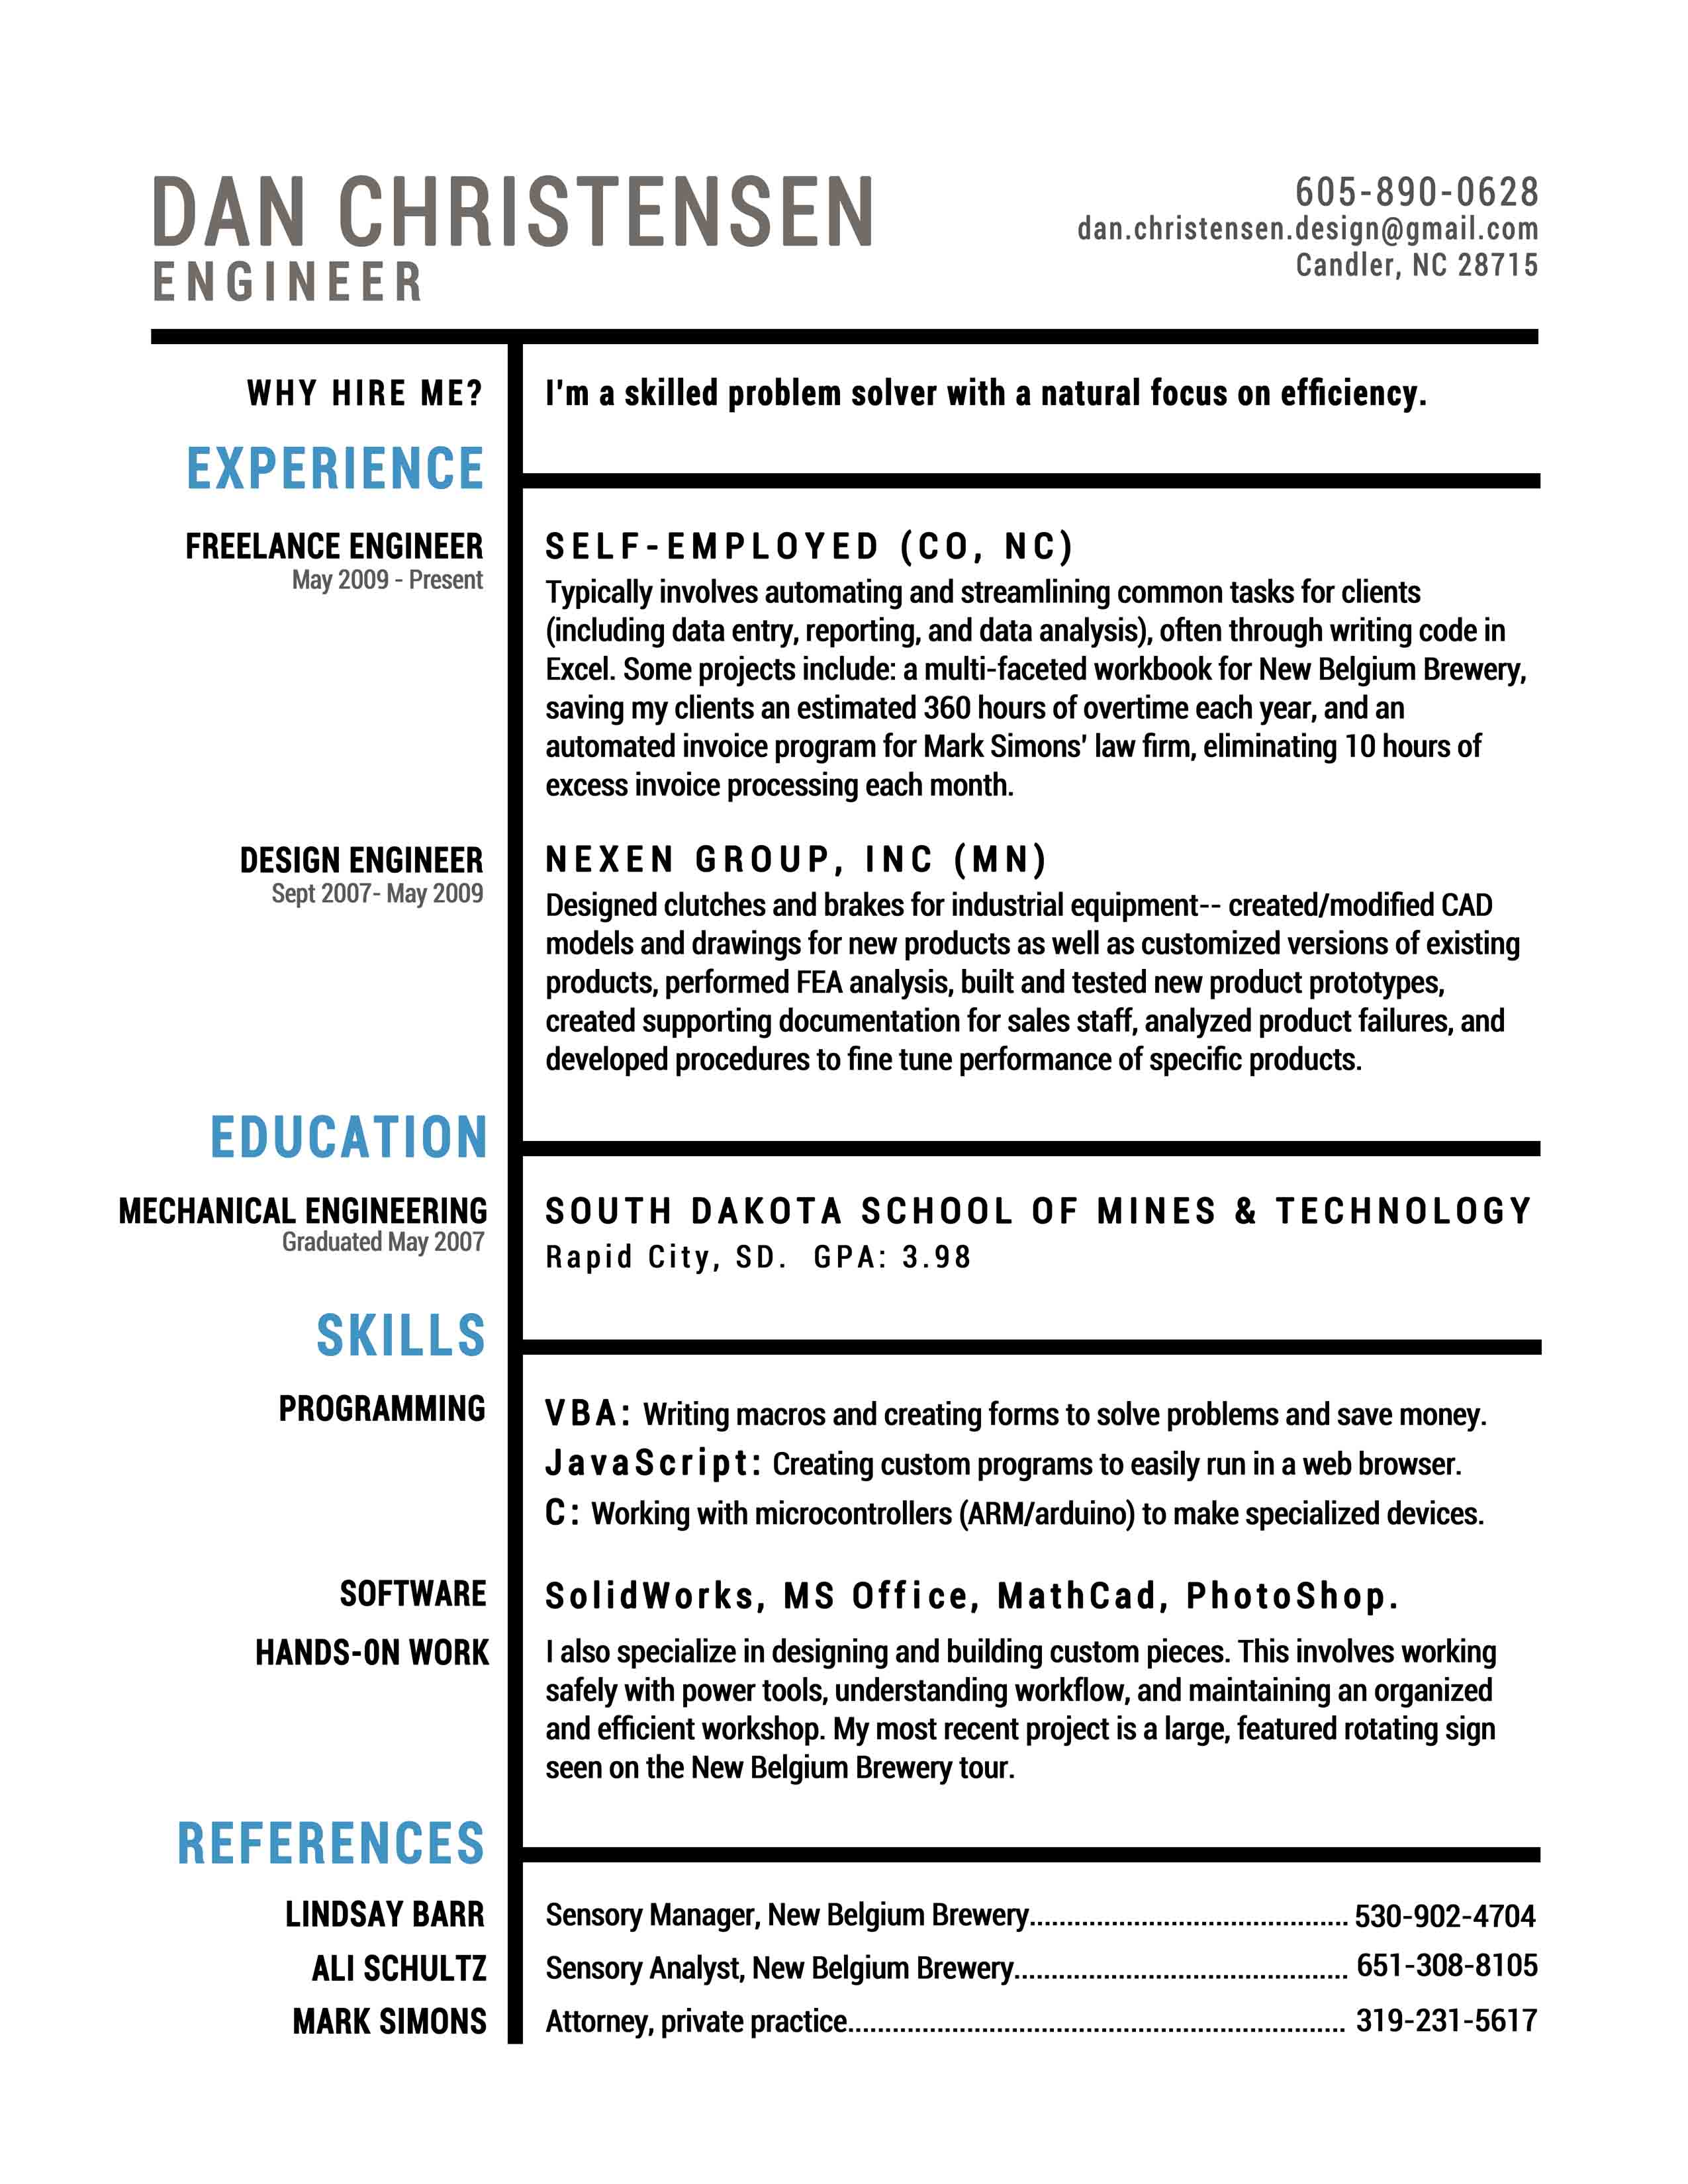 DAN CHRISTENSEN
ENGINEER
605-890-0628
dan.christensen.design@gmail.com
Candler, NC 28715
WHY HIRE ME?
I'm a skilled problem solver with a natural focus on efficiency.
EXPERIENCE
FREELANCE ENGINEER
May 2009 - Present
SELF-EMPLOYED (CO, NC)
Typically involves automating and streamlining common tasks for clients
(including data entry, reporting, and data analysis), often through writing code in
Excel. Some projects include: a multi-faceted workbook for New Belgium Brewery,
saving my clients an estimated 360 hours of overtime each year, and an
automated invoice program for Mark Simons' law firm, eliminating 10 hours of
excess invoice processing each month.
DESIGN ENGINEER
Sept 2007- May 2009
NEXEN GROUP, INC (MN)
Designed clutches and brakes for industrial equipment-- created/modified CAD
models and drawings for new products as well as customized versions of existing
products, performed FEA analysis, built and tested new product prototypes,
created supporting documentation for sales staff, analyzed product failures, and
developed procedures to fine tune performance of specific products.
EDUCATION
MECHANICAL ENGINEERING
Graduated May 2007
SOUTH DAKOTA SCHOOL OF MINES & TECHNOLOGY
Rapid City, SD. GPA: 3.98
SKILLS
PROGRAMMING
VBA: Writing macros and creating forms to solve problems and save money.
JavaScript: Creating custom programs to easily run in a web browser.
C: Working with microcontrollers (ARM/arduino) to make specialized devices.
SOFTWARE
SolidWorks, MS Office, MathCad, PhotoShop.
HANDS-ON WORK
I also specialize in designing and building custom pieces. This involves working
safely with power tools, understanding workflow, and maintaining an organized
and efficient workshop. My most recent project is a large, featured rotating sign
seen on the New Belgium Brewery tour.
REFERENCES
LINDSAY BARR
Sensory Manager, New Belgium Brewery.......................................... 530-902-4704
ALI SCHULTZ
Sensory Analyst, New Belgium Brewery............................................ 651-308-8105
MARK SIMONS
Attorney, private practice.................................................................. 319-231-5617